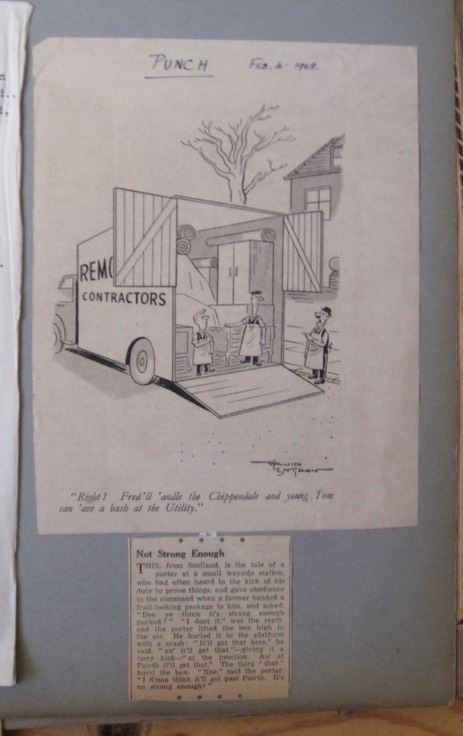 PUNCH FEB. 4. 1948.
REMO
CONTRACTORS
"Right! Fred'll 'andle the Chippendale and young Tom
can 'ave a bash at the Utility."
Not Strong Enough
THIS, from Scotland, is the tale of a
porter at a small wayside station,
who had often heard in the kirk of his
duty to prove things, and gave obedience
to the command when a farmer handed a
frail-looking package to him, and asked:
"Dae ye think it's strong enough
packed?" "I doot it," was the reply,
and the porter lifted the box high in
the air. He hurled it to the platform
with a crash: "It'll get that here," he
said, "an' it'll get that"—giving it a
lusty kick—"at the junction. An' at
Pairth it'll get that." The third "that"
burst the box. "Nae," said the porter;
"I dinna think it'll get past Pairth. It's
no strong enough!"